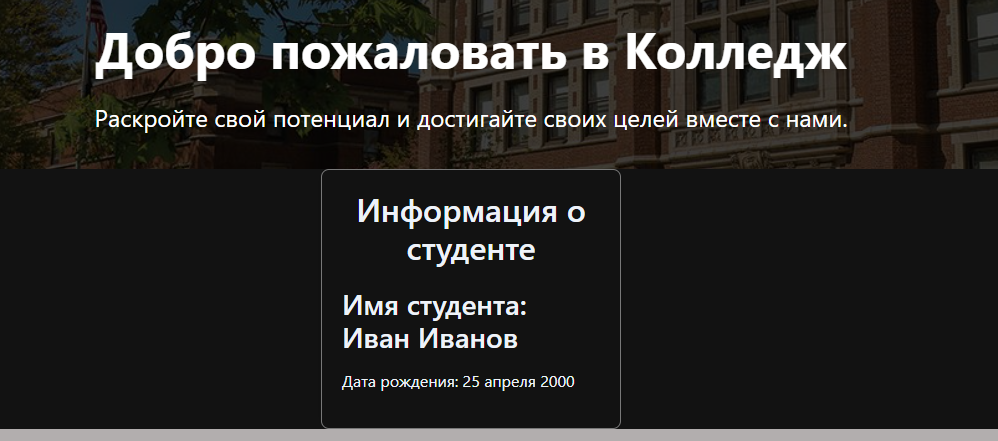 Добро пожаловать в Колледж
Раскройте свой потенциал и достигайте своих целей вместе с нами.
Информация о
студенте
Имя студента:
Иван Иванов
Дата рождения: 25 апреля 2000